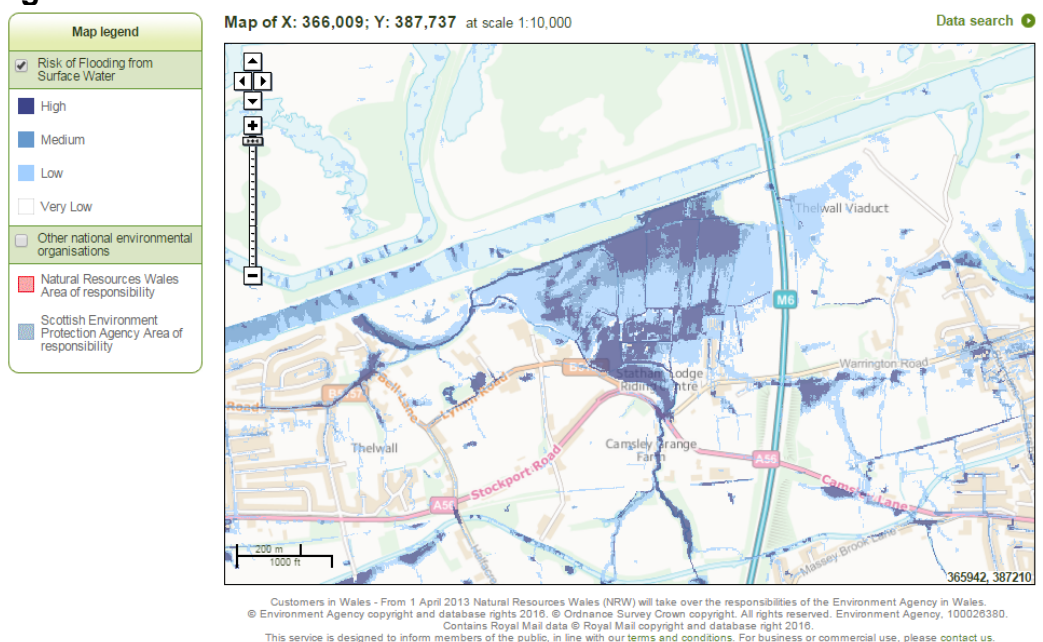 Map legend
Risk of Flooding from
Surface Water
High
Medium
Low
Very Low
Other national environmental
organisations
Natural Resources Wales
Area of responsibility
Scottish Environment
Protection Agency Area of
responsibility
Map of X: 366,009; Y: 387,737 at scale 1:10,000
Data search
Thelwall Viaduct
M6
Warrington Road
Statham Lodge
Riding Centre
Bell Lane
Lymm Road
Road
Thelwall
Camsley Grange
Farm
Stockport Road
A56
A56
Camsley Lane
Massey Brook Lane
200 m
1000 ft
365942, 387210
Customers in Wales - From 1 April 2013 Natural Resources Wales (NRW) will take over the responsibilities of the Environment Agency in Wales.
© Environment Agency copyright and database rights 2016. © Ordnance Survey Crown copyright. All rights reserved. Environment Agency, 100026380.
Contains Royal Mail data © Royal Mail copyright and database right 2016.
This service is designed to inform members of the public, in line with our terms and conditions. For business or commercial use, please contact us.